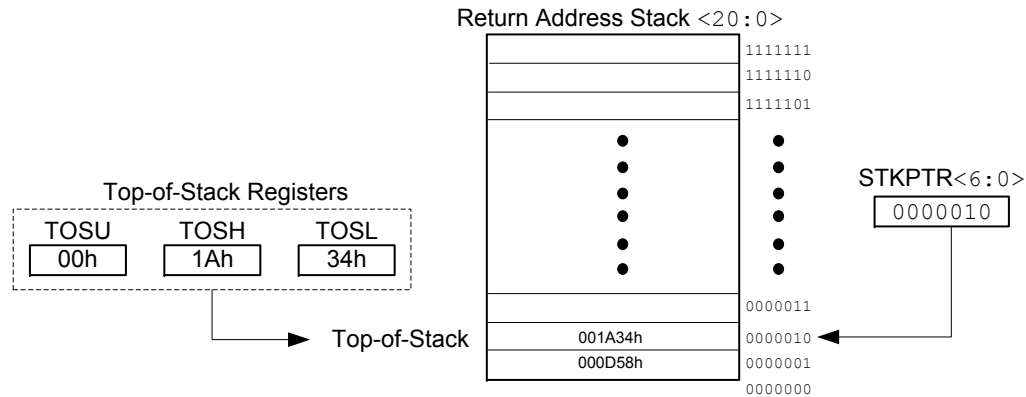 Return Address Stack <20:0>
1111111
1111110
1111101
STKPTR<6:0>
0000010
Top-of-Stack Registers
TOSU TOSH TOSL
00h 1Ah 34h
0000011
Top-of-Stack 001A34h 0000010
000D58h 0000001
0000000